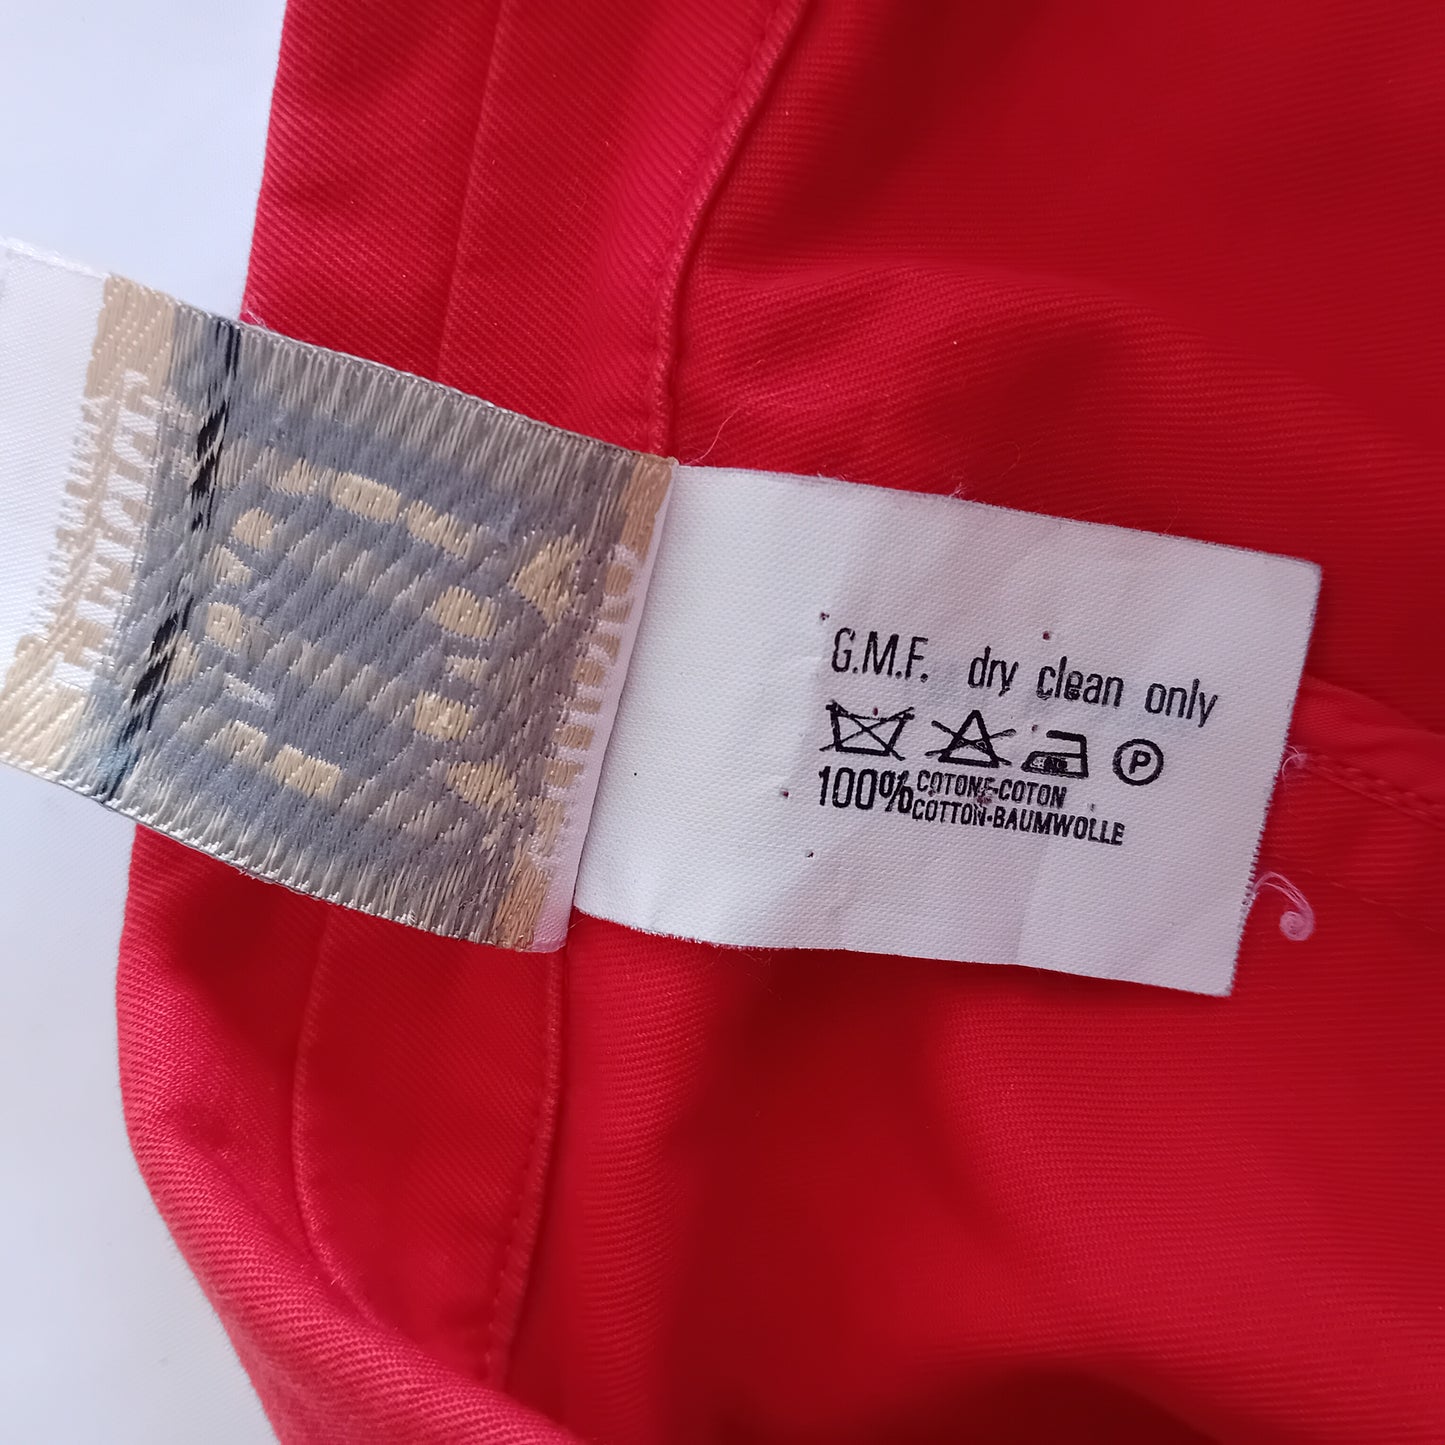 G.M.F. dry clean only
P
100% COTONE-COTON
COTTON-BAUMWOLLE